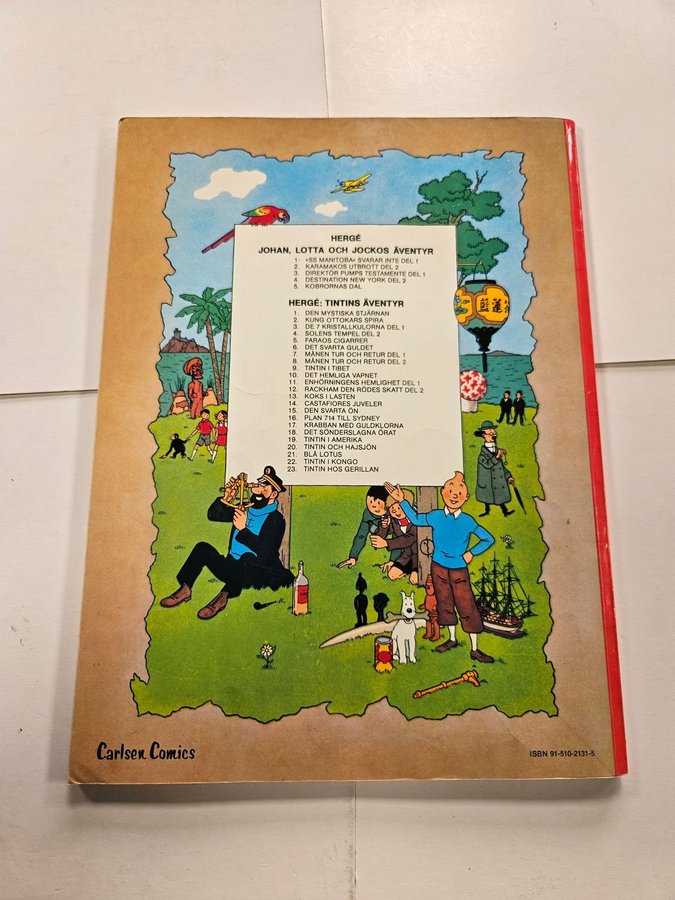 HERGÉ
JOHAN, LOTTA OCH JOCKOS ÄVENTYR
1- »SS MANITOBA« SVARAR INTE DEL 1
2. KARAMAKOS UTBROTT DEL 2
3. DIREKTÖR PUMPS TESTAMENTE DEL 1
4. DESTINATION NEW YORK DEL 2
5. KOBRORNAS DAL
HERGÉ: TINTINS ÄVENTYR
1. DEN MYSTISKA STJÄRNAN
2. KUNG OTTOKARS SPIRA
3. DE 7 KRISTALLKULORNA DEL 1
4. SOLENS TEMPEL DEL 2
5. FARAOS CIGARRER
6. DET SVARTA GULDET
7. MÅNEN TUR OCH RETUR DEL 1
8. MÅNEN TUR OCH RETUR DEL 2
9. TINTIN I TIBET
10. DET HEMLIGA VAPNET
11. ENHÖRNINGENS HEMLIGHET DEL 1
12. RACKHAM DEN RÖDES SKATT DEL 2
13. KOKS I LASTEN
14. CASTAFIORES JUVELER
15. DEN SVARTA ÖN
16. PLAN 714 TILL SYDNEY
17. KRABBAN MED GULDKLORNA
18. DET SÖNDERSLAGNA ÖRAT
19. TINTIN I AMERIKA
20. TINTIN OCH HAJSJÖN
21. BLÅ LOTUS
22. TINTIN I KONGO
23. TINTIN HOS GERILLAN
Carlsen Comics
ISBN 91-510-2131-5